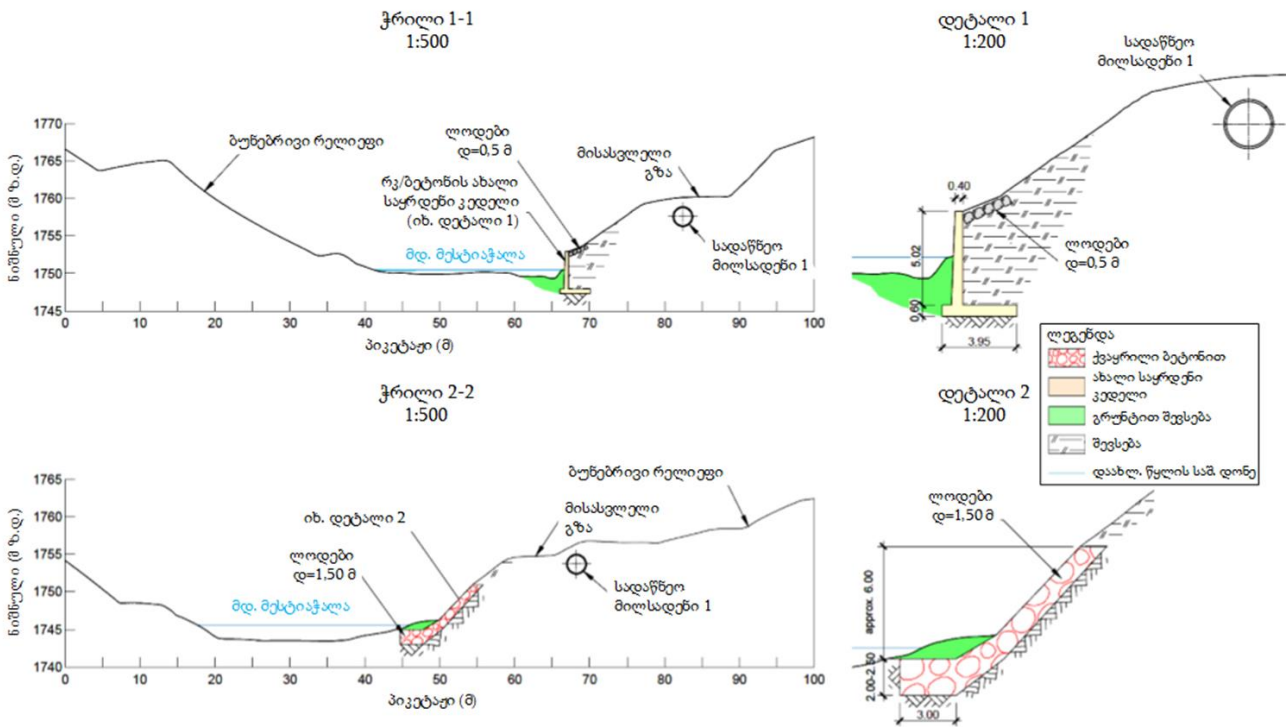 ჭრილი 1-1
1:500
ნიშნული (მ ზ.დ.)
1770
1765
1760
1755
1750
1745
ბუნებრივი რელიეფი
ლოდები
დ=0,5 მ
რკ/ბეტონის ახალი
საყრდენი კედელი
(იხ. დეტალი 1)
მდ. მესტიაჭალა
მისასვლელი
გზა
სადაწნეო
მილსადენი 1
0 10 20 30 40 50 60 70 80 90 100
პიკეტაჟი (მ)
დეტალი 1
1:200
სადაწნეო
მილსადენი 1
0.40
5.02
0.60
3.95
ლოდები
დ=0,5 მ
ლეგენდა
ქვაყრილი ბეტონით
ახალი საყრდენი
კედელი
გრუნტით შევსება
შევსება
დაახლ. წყლის საშ. დონე
ჭრილი 2-2
1:500
ნიშნული (მ ზ.დ.)
1765
1760
1755
1750
1745
1740
იხ. დეტალი 2
ლოდები
დ=1,50 მ
მდ. მესტიაჭალა
მისასვლელი
გზა
ბუნებრივი რელიეფი
სადაწნეო
მილსადენი 1
0 10 20 30 40 50 60 70 80 90 100
პიკეტაჟი (მ)
დეტალი 2
1:200
ლოდები
დ=1,50 მ
approx. 6.00
2.00-2.50
3.00